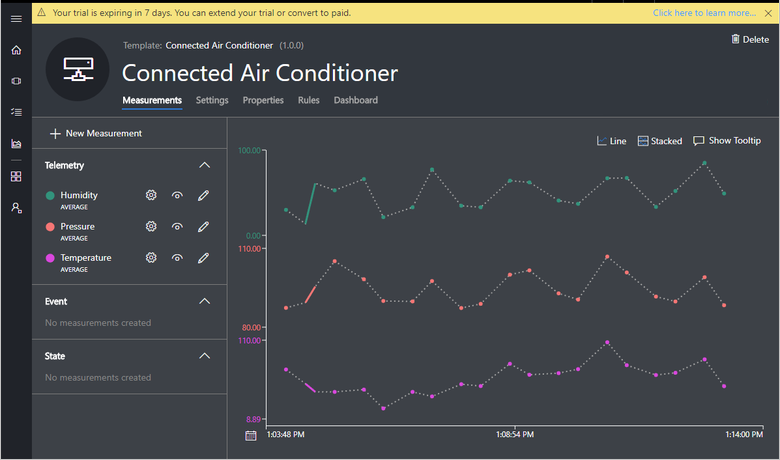 Your trial is expiring in 7 days. You can extend your trial or convert to paid.
Click here to learn more...
Template: Connected Air Conditioner (1.0.0)
Delete
Connected Air Conditioner
Measurements Settings Properties Rules Dashboard
New Measurement
Line Stacked Show Tooltip
Telemetry
Humidity
AVERAGE
Pressure
AVERAGE
Temperature
AVERAGE
Event
No measurements created
State
No measurements created
100.00
0.00
110.00
80.00
110.00
8.89
1:03:48 PM 1:08:54 PM 1:14:00 PM